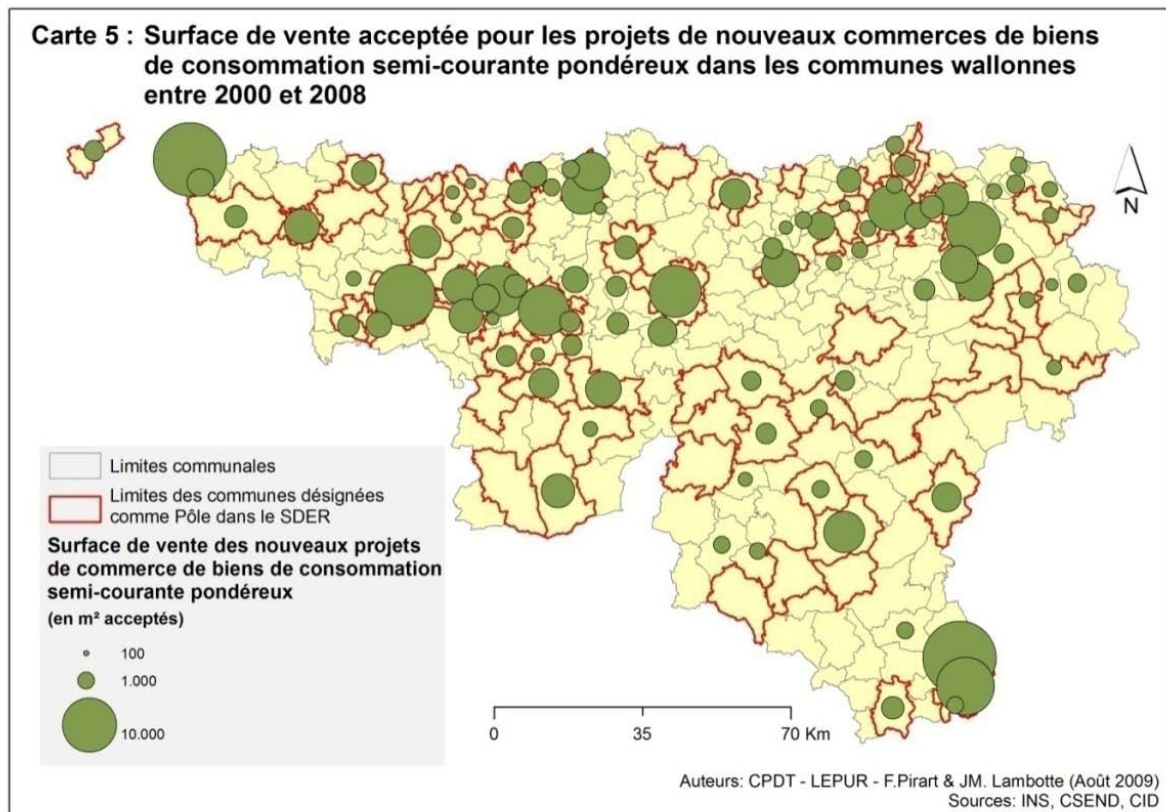 Carte 5 : Surface de vente acceptée pour les projets de nouveaux commerces de biens
de consommation semi-courante pondéreux dans les communes wallonnes
entre 2000 et 2008
N
Limites communales
Limites des communes désignées
comme Pôle dans le SDER
Surface de vente des nouveaux projets
de commerce de biens de consommation
semi-courante pondéreux
(en m² acceptés)
100
1.000
10.000
0 35 70 Km
Auteurs: CPDT - LEPUR - F.Pirart & JM. Lambotte (Août 2009)
Sources: INS, CSEND, CID